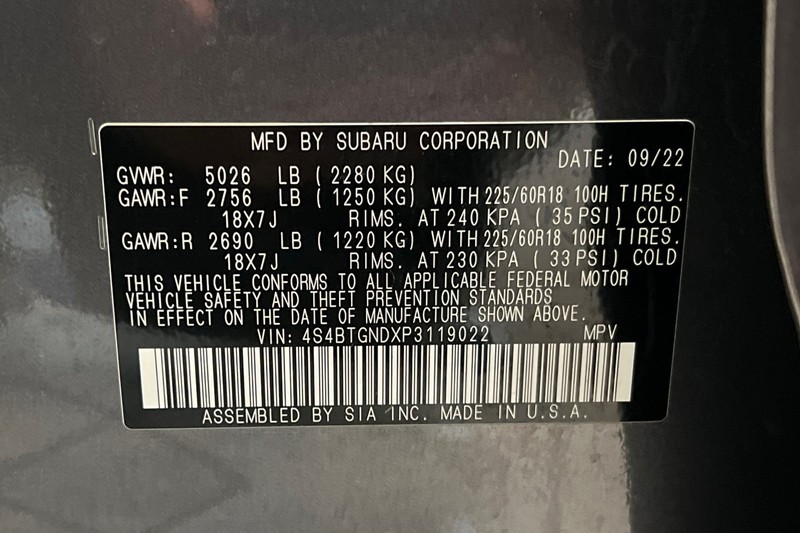 MFD BY SUBARU CORPORATION
DATE: 09/22
GVWR: 5026 LB ( 2280 KG)
GAWR:F 2756 LB ( 1250 KG) WITH 225/60R18 100H TIRES.
18X7J RIMS. AT 240 KPA ( 35 PSI) COLD
GAWR:R 2690 LB ( 1220 KG) WITH 225/60R18 100H TIRES.
18X7J RIMS. AT 230 KPA ( 33 PSI) COLD
THIS VEHICLE CONFORMS TO ALL APPLICABLE FEDERAL MOTOR
VEHICLE SAFETY AND THEFT PREVENTION STANDARDS
IN EFFECT ON THE DATE OF MANUFACTURE SHOWN ABOVE.
VIN: 4S4BTGNDXP3119022 MPV
ASSEMBLED BY SIA INC. MADE IN U.S.A.